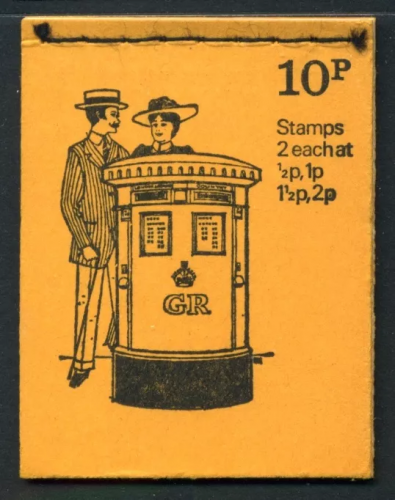 10P
Stamps
2 each at
½p, 1p
1½p, 2p
GR